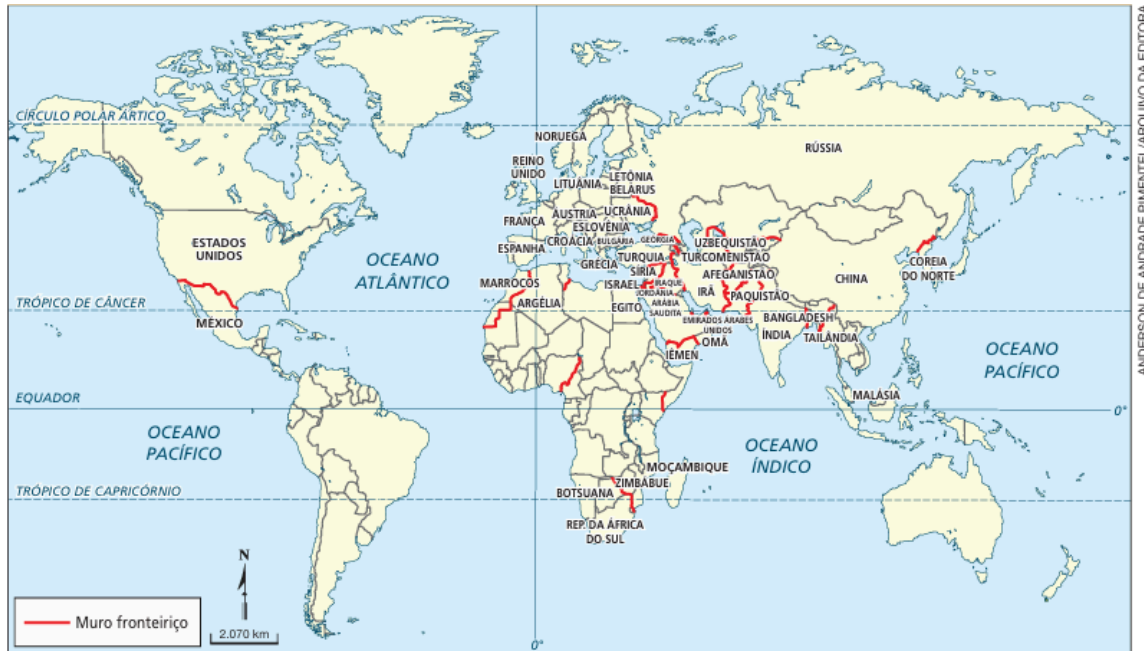 CÍRCULO POLAR ÁRTICO
NORUEGA
RÚSSIA
REINO
UNIDO
LETÔNIA
LITUÂNIA
BELARUS
FRANÇA
ÁUSTRIA
UCRÂNIA
ESLOVÊNIA
ESTADOS
UNIDOS
CROÁCIA
BULGÁRIA
GEORGIA
UZBEQUISTÃO
ESPANHA
TURQUIA
TURCOMENISTÃO
OCEANO
ATLÂNTICO
GRÉCIA
SÍRIA
AFEGANISTÃO
CHINA
COREIA
DO NORTE
MARROCOS
ISRAEL
IRAQUE
JORDÂNIA
IRÃ
PAQUISTÃO
TRÓPICO DE CÂNCER
ARGÉLIA
EGITO
ARÁBIA
SAUDITA
MÉXICO
EMIRADOS ÁRABES
UNIDOS
BANGLADESH
ÍNDIA
TAILÂNDIA
OMÃ
IÊMEN
OCEANO
PACÍFICO
MALÁSIA
EQUADOR
0°
OCEANO
PACÍFICO
OCEANO
ÍNDICO
MOÇAMBIQUE
TRÓPICO DE CAPRICÓRNIO
BOTSUANA
ZIMBÁBUE
REP. DA ÁFRICA
DO SUL
N
Muro fronteiriço
2.070 km
0°
ANDERSON DE ANDRADE PIMENTEL/ARQUIVO DA EDITORA